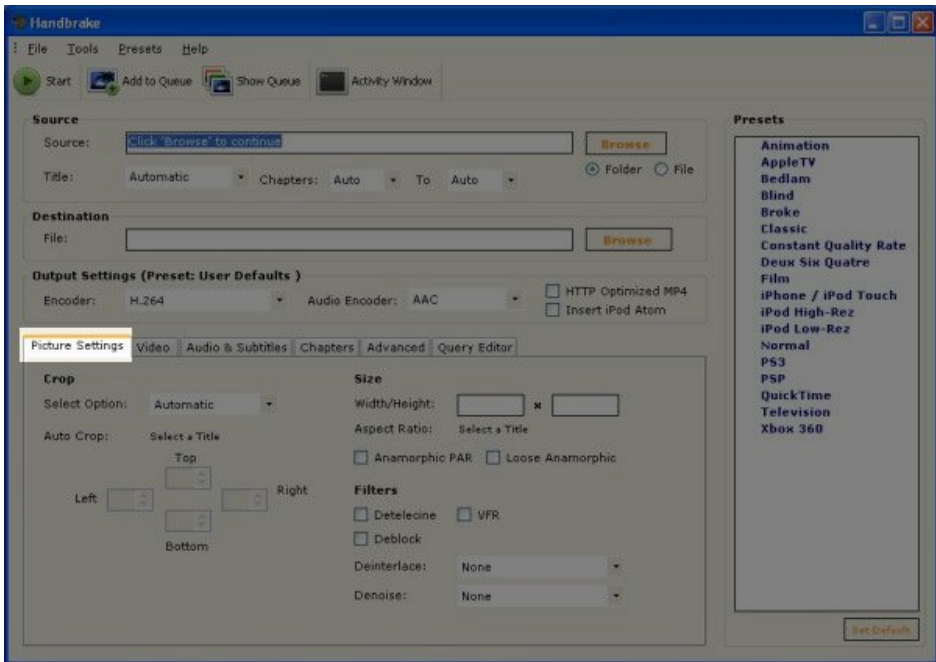 Handbrake
File Tools Presets Help
Start Add to Queue Show Queue Activity Window
Source
Source: Click 'Browse' to continue Browse
Folder File
Title: Automatic Chapters: Auto To Auto
Destination
File: Browse
Output Settings (Preset: User Defaults )
Encoder: H.264 Audio Encoder: AAC
HTTP Optimized MP4
Insert iPod Atom
Picture Settings Video Audio & Subtitles Chapters Advanced Query Editor
Crop
Select Option: Automatic
Auto Crop: Select a Title
Top
Left Right
Bottom
Size
Width/Height: x
Aspect Ratio: Select a Title
Anamorphic PAR Loose Anamorphic
Filters
Detelecine VFR
Deblock
Deinterlace: None
Denoise: None
Presets
Animation
AppleTV
Bedlam
Blind
Broke
Classic
Constant Quality Rate
Deux Six Quatre
Film
iPhone / iPod Touch
iPod High-Rez
iPod Low-Rez
Normal
PS3
PSP
QuickTime
Television
Xbox 360
Set Default